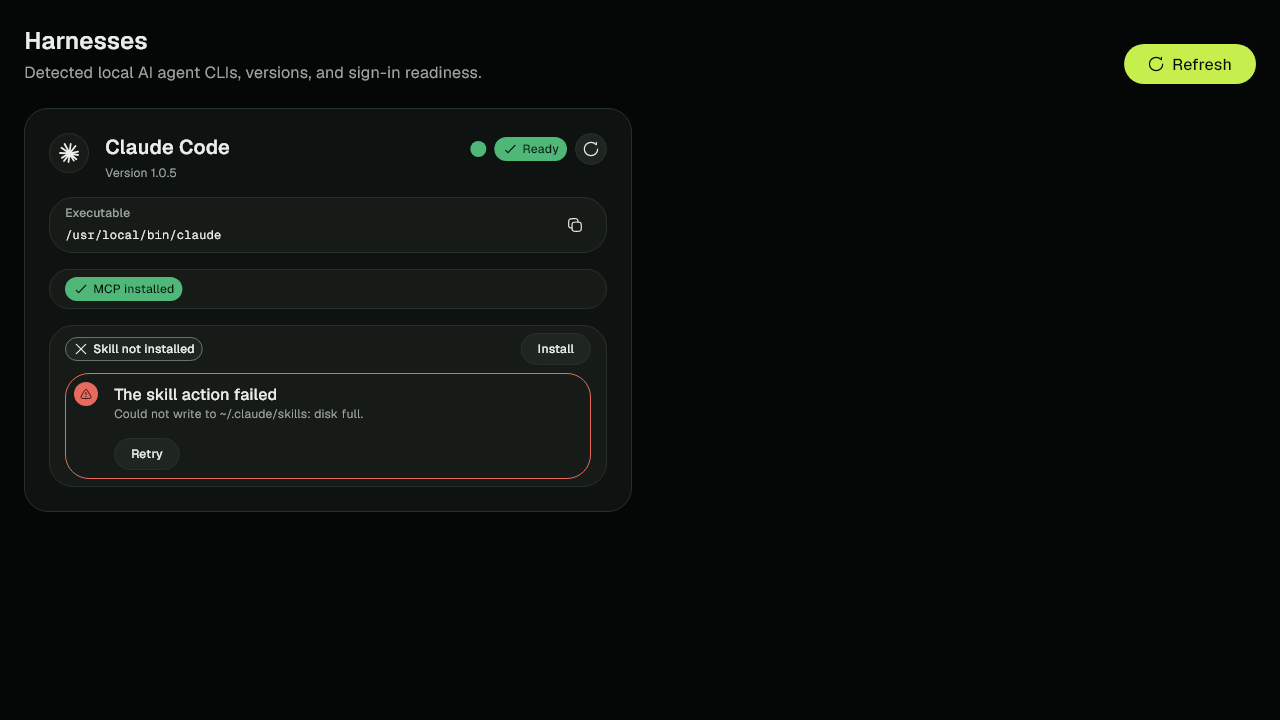 Harnesses
Detected local AI agent CLIs, versions, and sign-in readiness.
Refresh
Claude Code
Version 1.0.5
Ready
Executable
/usr/local/bin/claude
MCP installed
Skill not installed
Install
The skill action failed
Could not write to ~/.claude/skills: disk full.
Retry